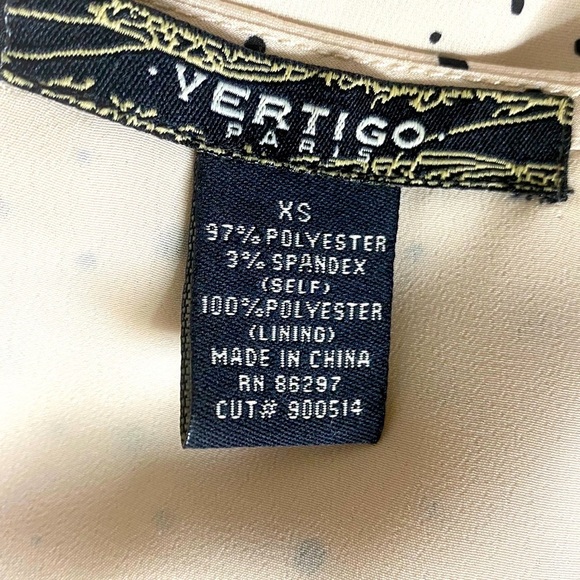 VERTIGO
PARIS
XS
97% POLYESTER
3% SPANDEX
(SELF)
100%POLYESTER
(LINING)
MADE IN CHINA
RN 86297
CUT# 900514